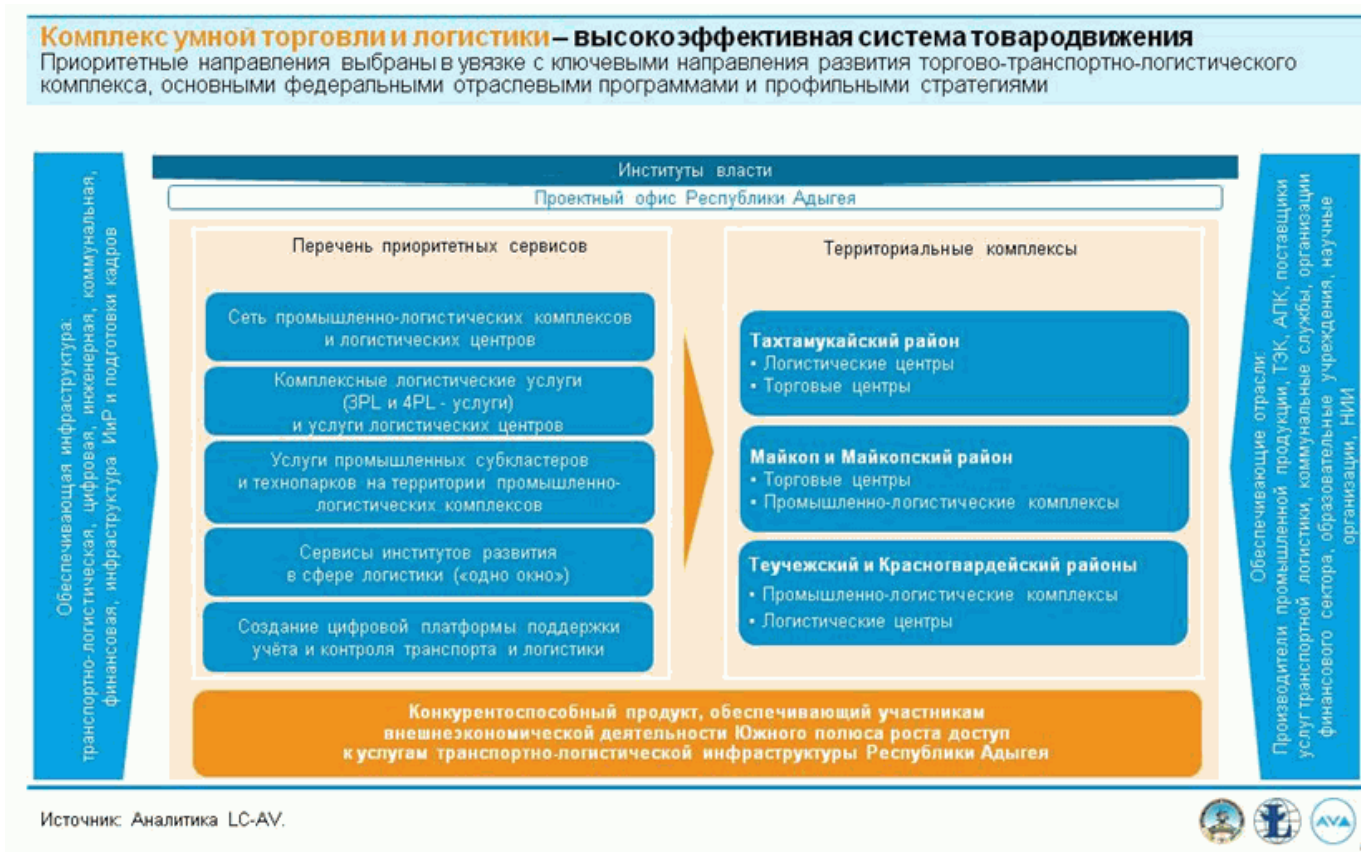 Комплекс умной торговли и логистики – высокоэффективная система товародвижения
Приоритетные направления выбраны в увязке с ключевыми направления развития торгово-транспортно-логистического
комплекса, основными федеральными отраслевыми программами и профильными стратегиями
Обеспечивающая инфраструктура:
транспортно-логистическая, цифровая, инженерная, коммунальная,
финансовая, инфраструктура ИиР и подготовки кадров
Институты власти
Проектный офис Республики Адыгея
Перечень приоритетных сервисов
Сеть промышленно-логистических комплексов
и логистических центров
Комплексные логистические услуги
(3PL и 4PL - услуги)
и услуги логистических центров
Услуги промышленных субкластеров
и технопарков на территории промышленно-
логистических комплексов
Сервисы институтов развития
в сфере логистики («одно окно»)
Создание цифровой платформы поддержки
учёта и контроля транспорта и логистики
Территориальные комплексы
Тахтамукайский район
▪ Логистические центры
▪ Торговые центры
Майкоп и Майкопский район
▪ Торговые центры
▪ Промышленно-логистические комплексы
Теучежский и Красногвардейский районы
▪ Промышленно-логистические комплексы
▪ Логистические центры
Конкурентоспособный продукт, обеспечивающий участникам
внешнеэкономической деятельности Южного полюса роста доступ
к услугам транспортно-логистической инфраструктуры Республики Адыгея
Обеспечивающие отрасли:
Производители промышленной продукции, ТЭК, АПК, поставщики
услуг транспортной логистики, коммунальные службы, организации
финансового сектора, образовательные учреждения, научные
организации, НИИ
Источник: Аналитика LC-AV.
AVA